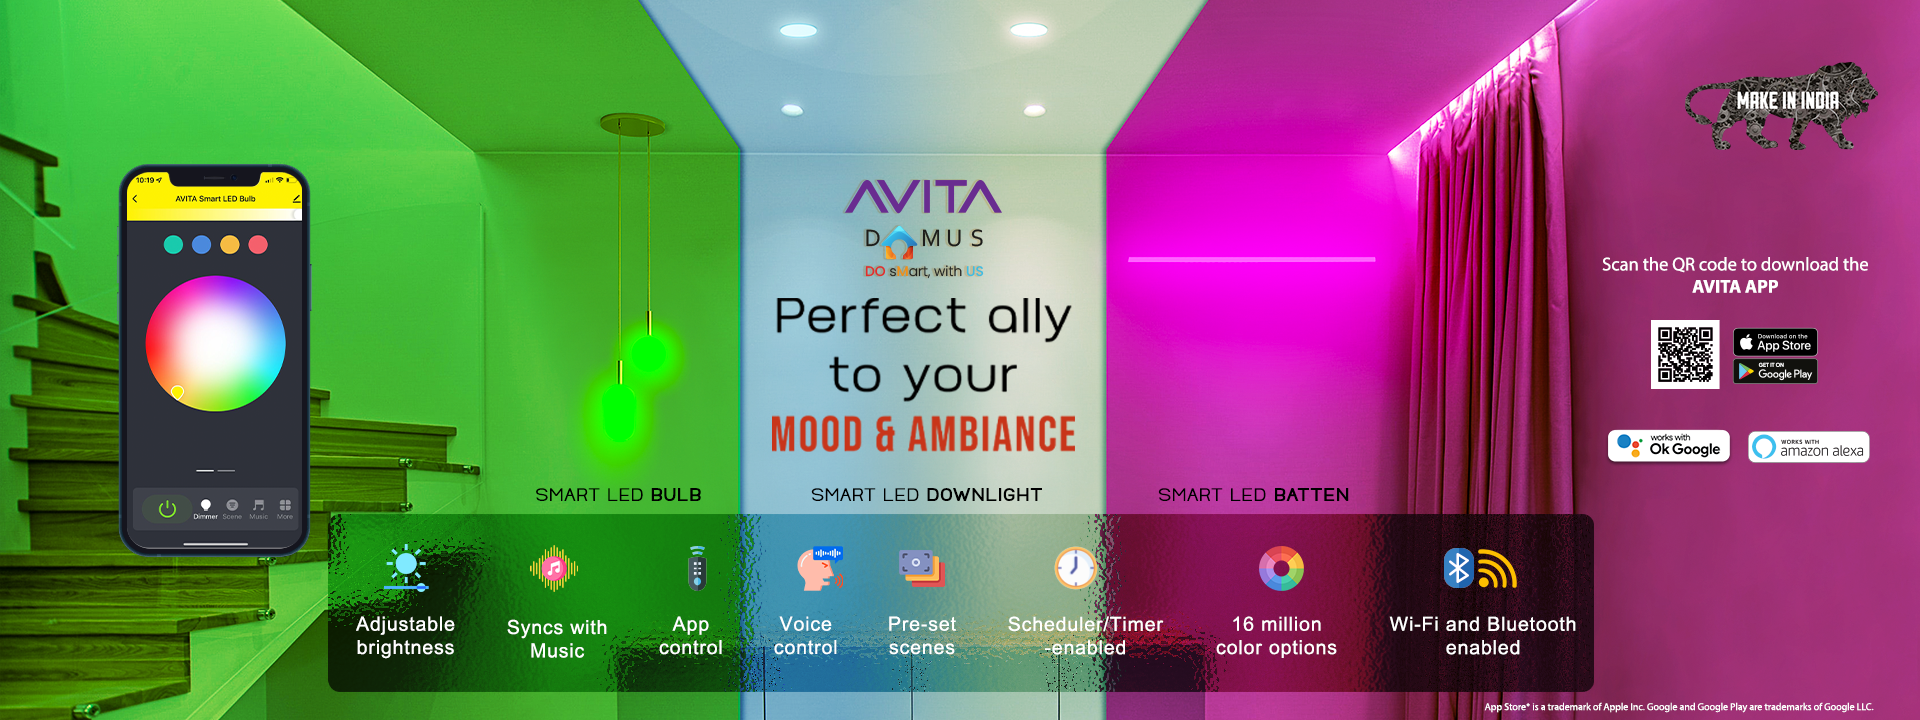 10:19
AVITA Smart LED Bulb
Dimmer
Scene
Music
More
AVITA
DOMUS
DO sMart, with US
Perfect ally
to your
MOOD & AMBIANCE
SMART LED BULB
SMART LED DOWNLIGHT
SMART LED BATTEN
Adjustable
brightness
Syncs with
Music
App
control
Voice
control
Pre-set
scenes
Scheduler/Timer
-enabled
16 million
color options
Wi-Fi and Bluetooth
enabled
MAKE IN INDIA
Scan the QR code to download the
AVITA APP
Download on the
App Store
GET IT ON
Google Play
works with
Ok Google
WORKS WITH
amazon alexa
App Store* is a trademark of Apple Inc. Google and Google Play are trademarks of Google LLC.